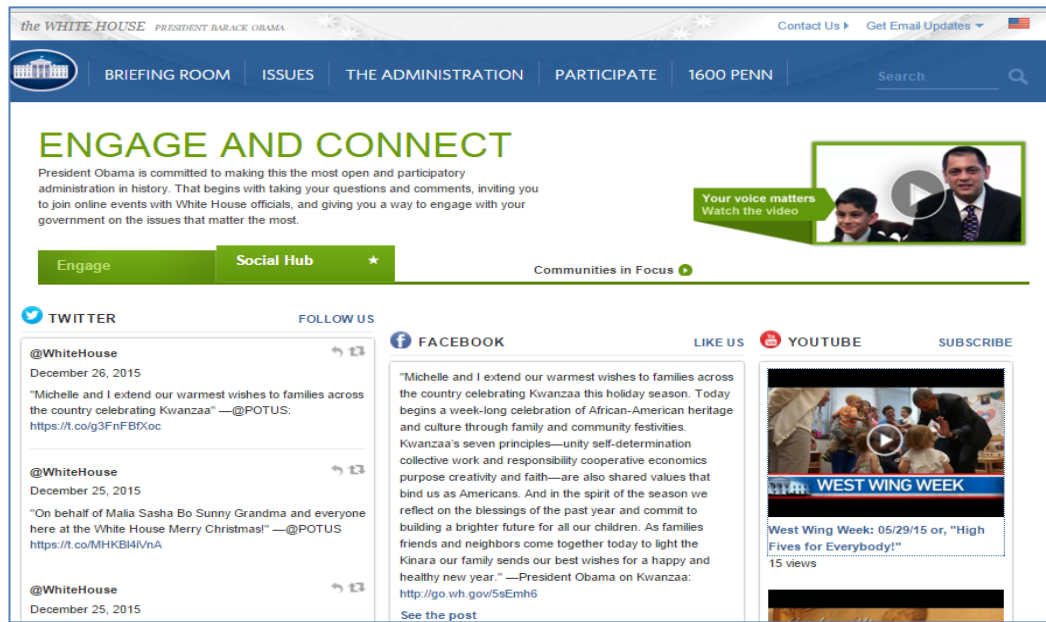 the WHITE HOUSE PRESIDENT BARACK OBAMA
Contact Us
Get Email Updates
BRIEFING ROOM
ISSUES
THE ADMINISTRATION
PARTICIPATE
1600 PENN
Search
ENGAGE AND CONNECT
President Obama is committed to making this the most open and participatory
administration in history. That begins with taking your questions and comments, inviting you
to join online events with White House officials, and giving you a way to engage with your
government on the issues that matter the most.
Your voice matters
Watch the video
Engage
Social Hub
Communities in Focus
TWITTER
FOLLOW US
@WhiteHouse
December 26, 2015
"Michelle and I extend our warmest wishes to families across
the country celebrating Kwanzaa" —@POTUS:
https://t.co/g3FnFBfXoc
@WhiteHouse
December 25, 2015
"On behalf of Malia Sasha Bo Sunny Grandma and everyone
here at the White House Merry Christmas!" —@POTUS
https://t.co/MHKBl4iVnA
@WhiteHouse
December 25, 2015
FACEBOOK
LIKE US
"Michelle and I extend our warmest wishes to families across
the country celebrating Kwanzaa this holiday season. Today
begins a week-long celebration of African-American heritage
and culture through family and community festivities.
Kwanzaa's seven principles—unity self-determination
collective work and responsibility cooperative economics
purpose creativity and faith—are also shared values that
bind us as Americans. And in the spirit of the season we
reflect on the blessings of the past year and commit to
building a brighter future for all our children. As families
friends and neighbors come together today to light the
Kinara our family sends our best wishes for a happy and
healthy new year." —President Obama on Kwanzaa:
http://go.wh.gov/5sEmh6
See the post
YOUTUBE
SUBSCRIBE
WEST WING WEEK
West Wing Week: 05/29/15 or, "High
Fives for Everybody!"
15 views